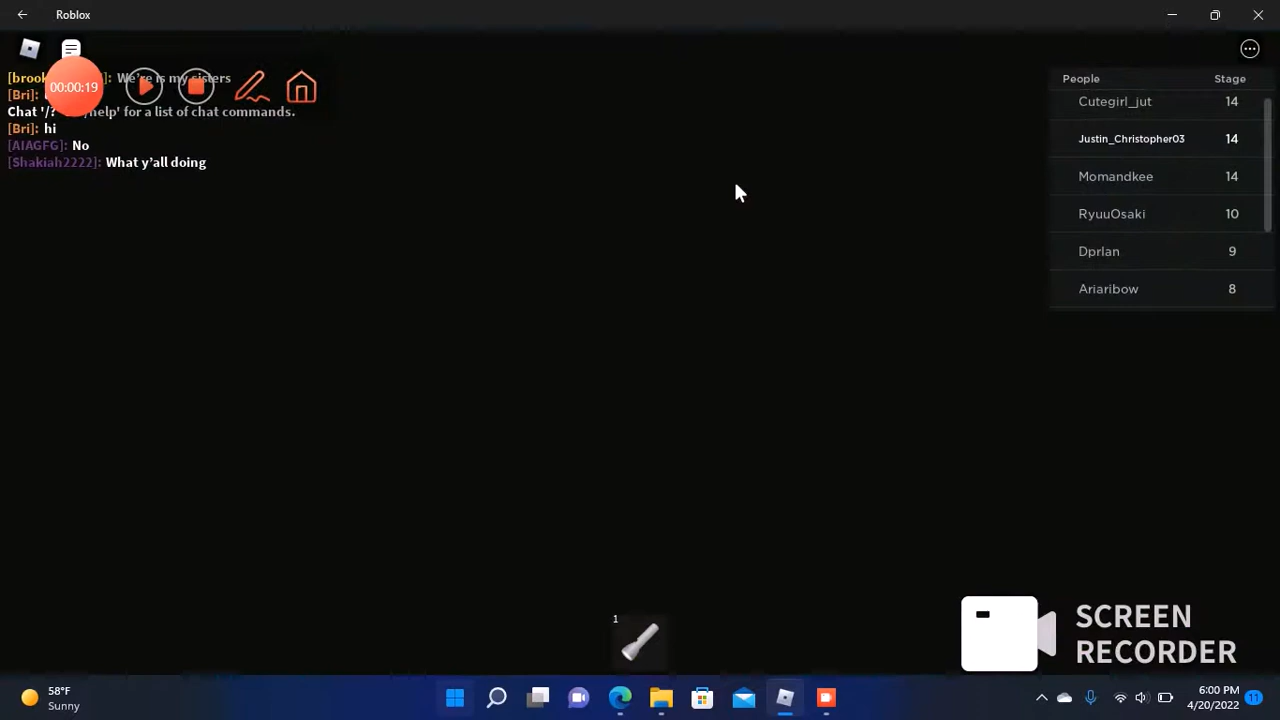 Roblox
[brook ]: We're is my sisters
[Bri]:
Chat '/? help' for a list of chat commands.
[Bri]: hi
[AIAGFG]: No
[Shakiah2222]: What y'all doing
00:00:19
People Stage
Cutegirl_jut 14
Justin_Christopher03 14
Momandkee 14
RyuuOsaki 10
Dprlan 9
Ariaribow 8
1
SCREEN
RECORDER
58°F
Sunny
6:00 PM
4/20/2022
11